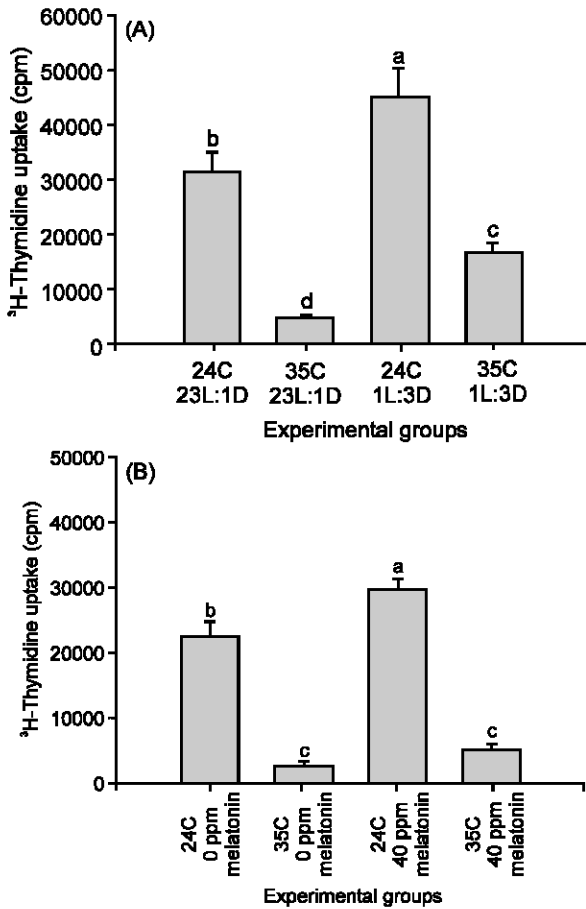 (A)
³H-Thymidine uptake (cpm)
60000
50000
40000
30000
20000
10000
0
b
d
a
c
24C
23L:1D
35C
23L:1D
24C
1L:3D
35C
1L:3D
Experimental groups
(B)
³H-Thymidine uptake (cpm)
50000
40000
30000
20000
10000
0
b
c
a
c
24C
0 ppm
melatonin
35C
0 ppm
melatonin
24C
40 ppm
melatonin
35C
40 ppm
melatonin
Experimental groups